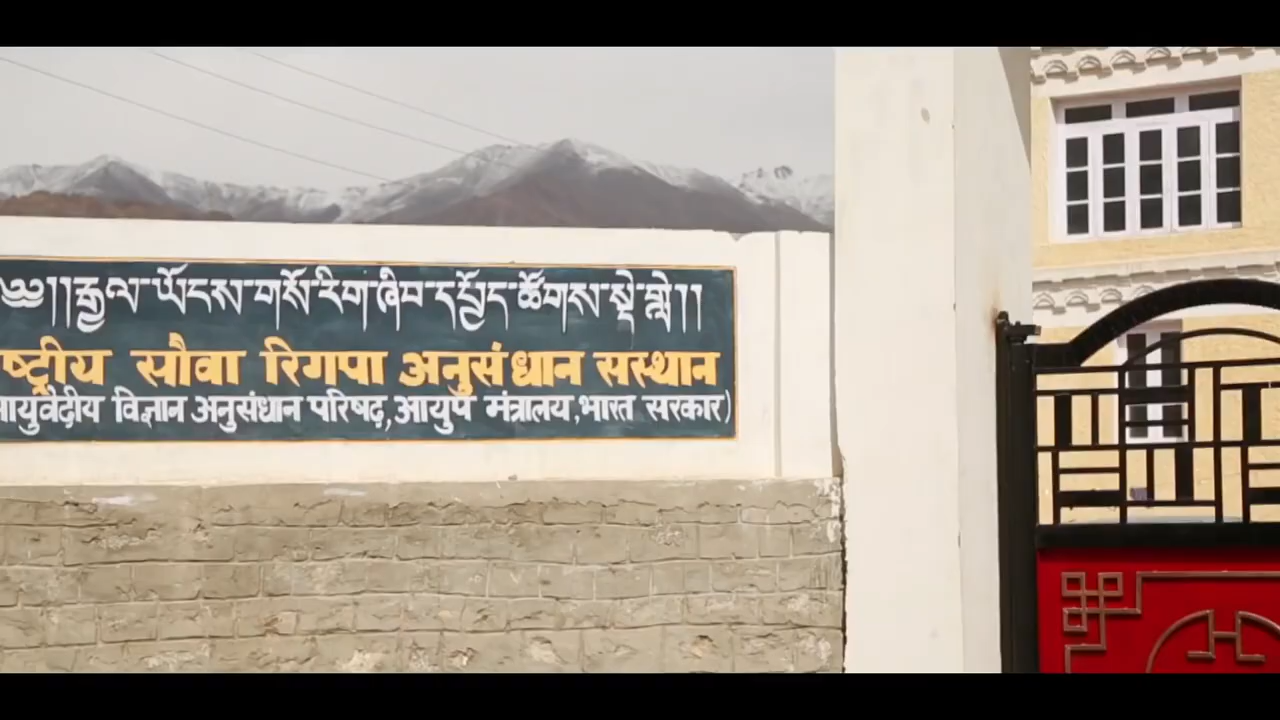 ༄༅།།རྒྱལ་ཡོངས་གསོ་རིག་ཞིབ་དཔྱོད་ཚོགས་སྡེ་གླེ།།
ष्ट्रीय सौवा रिगपा अनुसंधान सस्थान
आयुर्वेदीय विज्ञान अनुसंधान परिषद,आयुष मंत्रालय,भारत सरकार)